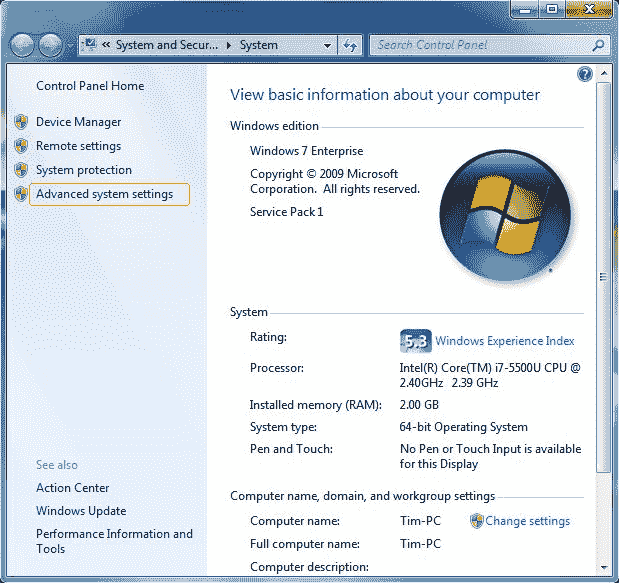 « System and Secur... ▸ System
Search Control Panel
Control Panel Home
Device Manager
Remote settings
System protection
Advanced system settings
See also
Action Center
Windows Update
Performance Information and
Tools
View basic information about your computer
Windows edition
Windows 7 Enterprise
Copyright © 2009 Microsoft
Corporation. All rights reserved.
Service Pack 1
System
Rating:
5.3 Windows Experience Index
Processor:
Intel(R) Core(TM) i7-5500U CPU @
2.40GHz 2.39 GHz
Installed memory (RAM):
2.00 GB
System type:
64-bit Operating System
Pen and Touch:
No Pen or Touch Input is available
for this Display
Computer name, domain, and workgroup settings
Computer name:
Tim-PC
Change settings
Full computer name:
Tim-PC
Computer description: